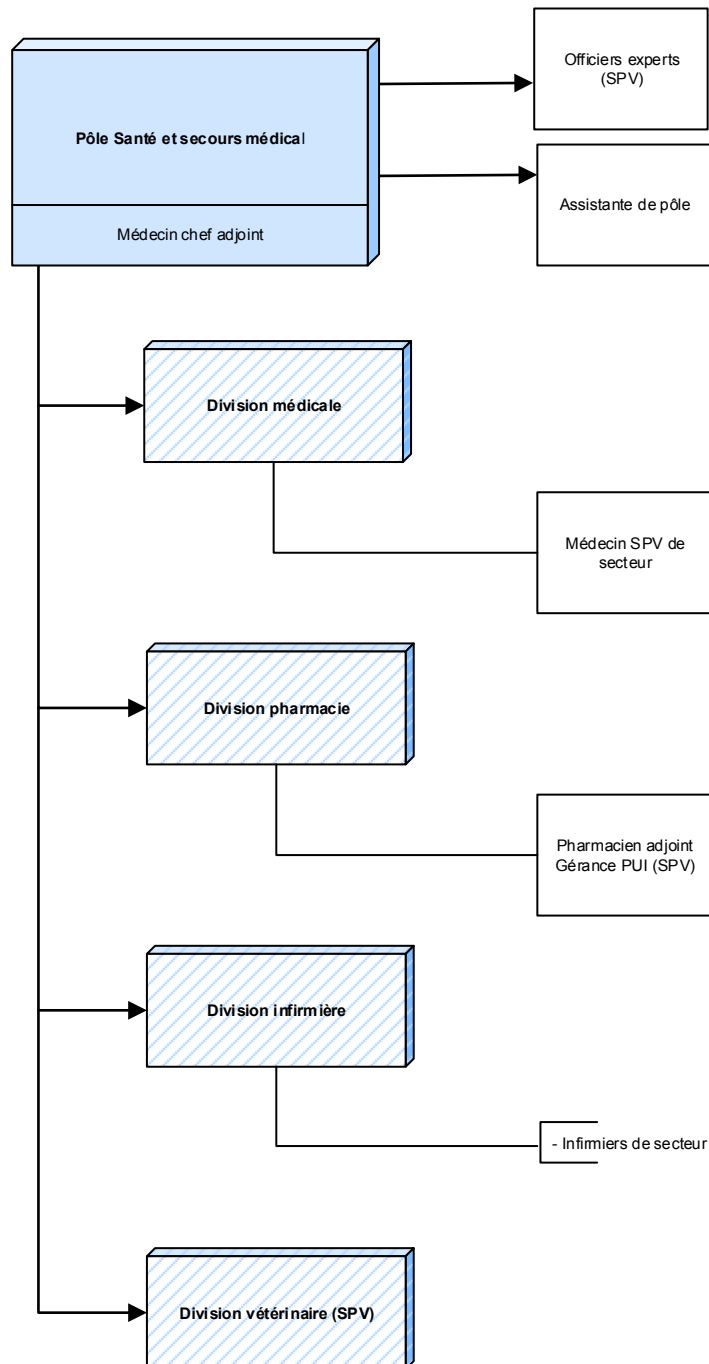 Officiers experts
(SPV)
Pôle Santé et secours médical
Assistante de pôle
Médecin chef adjoint
Division médicale
Médecin SPV de
secteur
Division pharmacie
Pharmacien adjoint
Gérance PUI (SPV)
Division infirmière
- Infirmiers de secteur
Division vétérinaire (SPV)